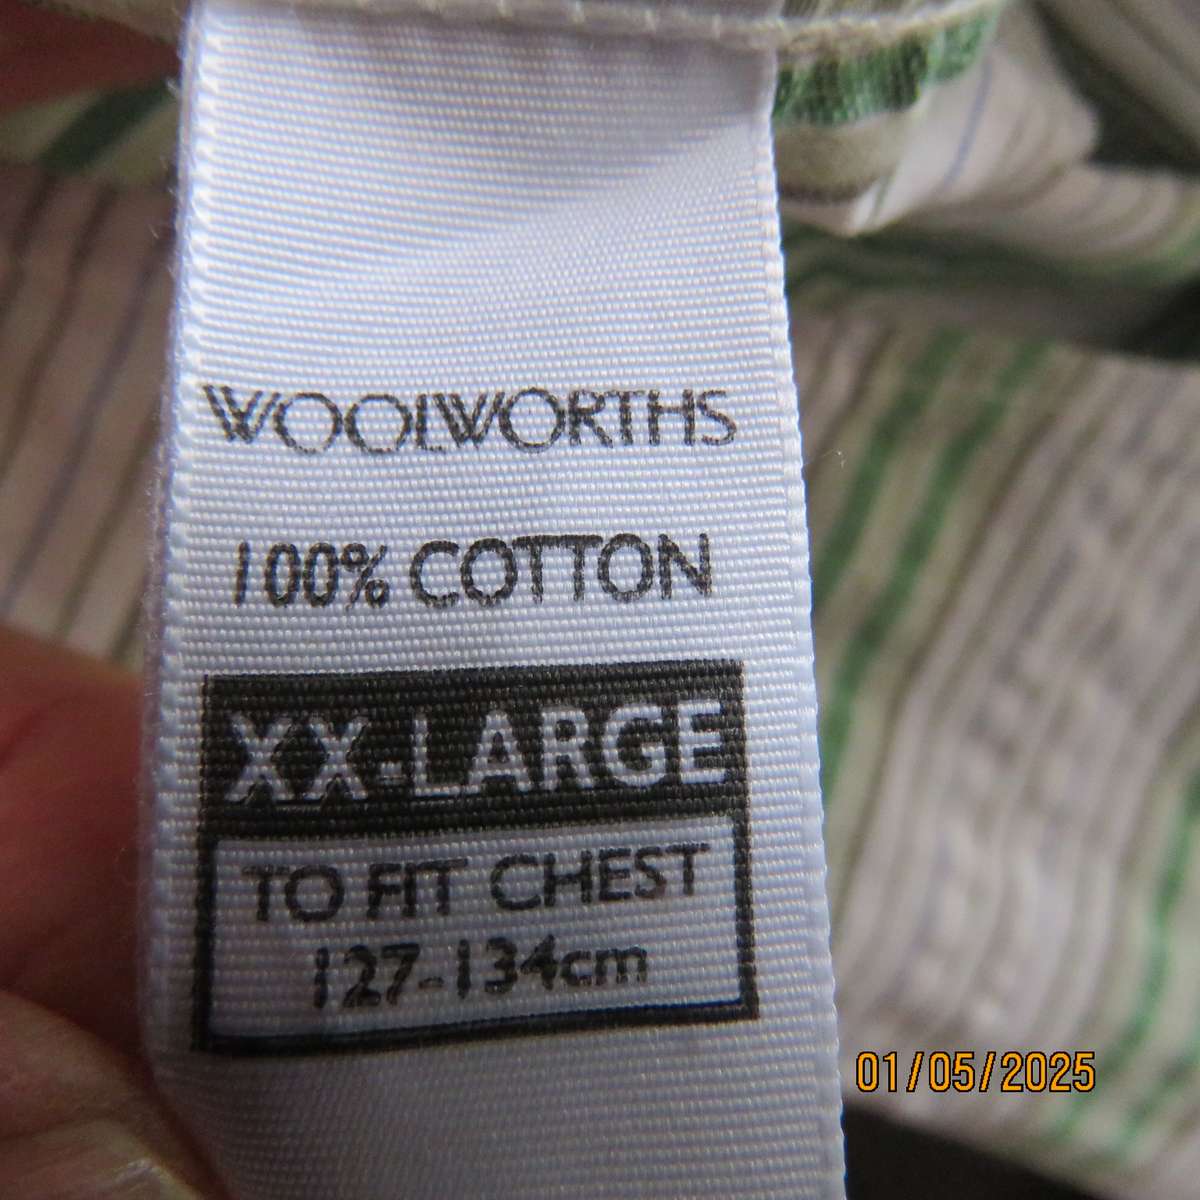 WOOLWORTHS
100% COTTON
XX-LARGE
TO FIT CHEST
127-134cm
01/05/2025